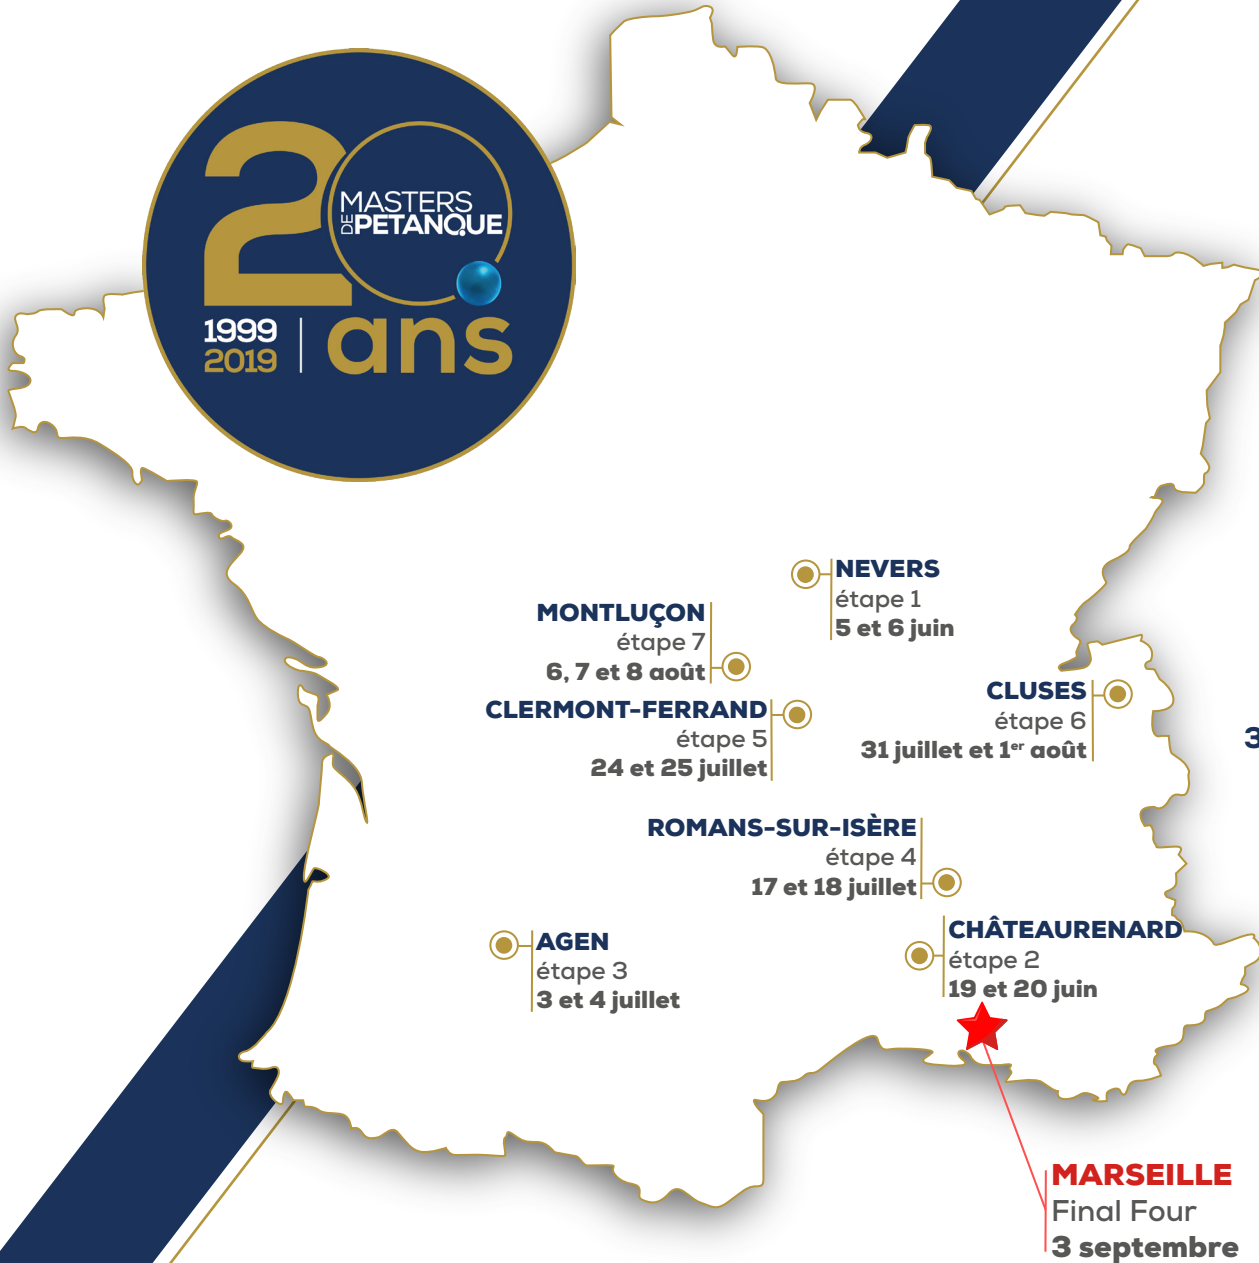 20
MASTERS
DE PETANQUE
1999
2019
ans
NEVERS
étape 1
5 et 6 juin
MONTLUÇON
étape 7
6, 7 et 8 août
CLERMONT-FERRAND
étape 5
24 et 25 juillet
CLUSES
étape 6
31 juillet et 1er août
3
ROMANS-SUR-ISÈRE
étape 4
17 et 18 juillet
CHÂTEAURENARD
étape 2
19 et 20 juin
AGEN
étape 3
3 et 4 juillet
MARSEILLE
Final Four
3 septembre